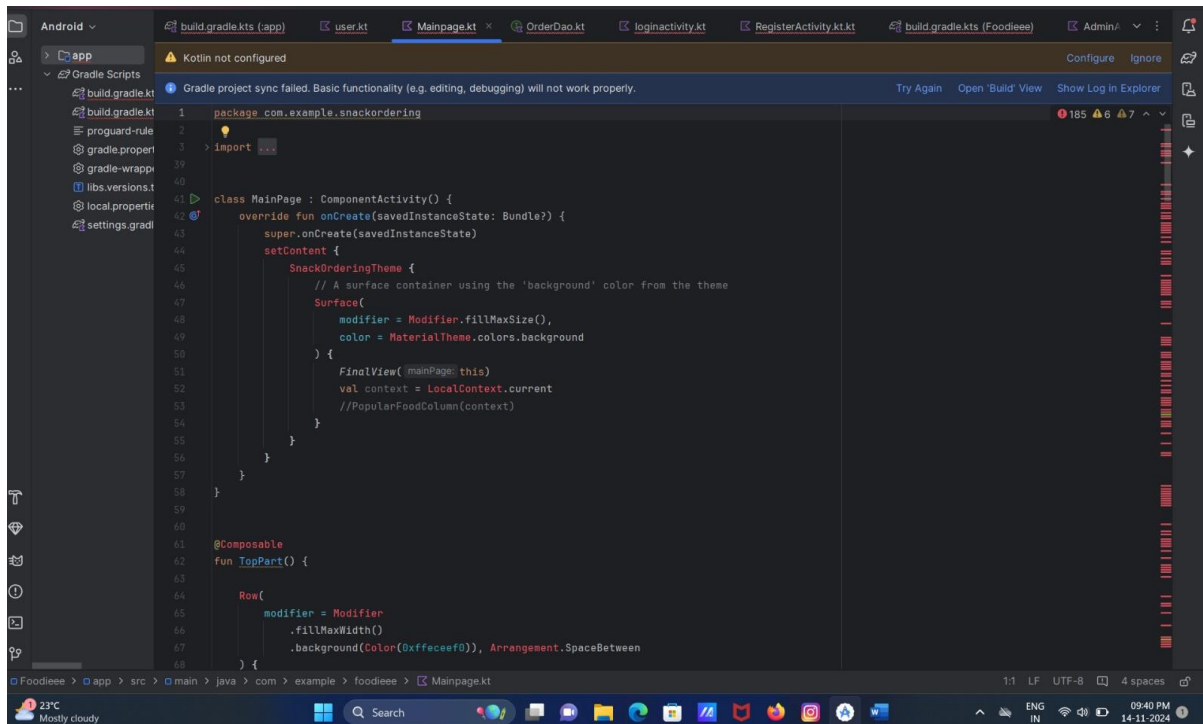 Android
build.gradle.kts (:app)
user.kt
Mainpage.kt
OrderDao.kt
loginactivity.kt
RegisterActivity.kt.kt
build.gradle.kts (Foodieee)
AdminA
app
Gradle Scripts
build.gradle.kt
build.gradle.kt
proguard-rule
gradle.propert
gradle-wrappe
libs.versions.t
local.propertie
settings.gradl
Kotlin not configured
Configure Ignore
Gradle project sync failed. Basic functionality (e.g. editing, debugging) will not work properly.
Try Again Open 'Build' View Show Log in Explorer
185 6 7
1 package com.example.snackordering
2
3 import ...
39
40
41 class MainPage : ComponentActivity() {
42 override fun onCreate(savedInstanceState: Bundle?) {
43 super.onCreate(savedInstanceState)
44 setContent {
45 SnackOrderingTheme {
46 // A surface container using the 'background' color from the theme
47 Surface(
48 modifier = Modifier.fillMaxSize(),
49 color = MaterialTheme.colors.background
50 ) {
51 FinalView( mainPage: this)
52 val context = LocalContext.current
53 //PopularFoodColumn(context)
54 }
55 }
56 }
57 }
58 }
59
60
61 @Composable
62 fun TopPart() {
63
64 Row(
65 modifier = Modifier
66 .fillMaxWidth()
67 .background(Color(0xffeceef0)), Arrangement.SpaceBetween
68 ) {
Foodieee > app > src > main > java > com > example > foodieee > Mainpage.kt
1:1 LF UTF-8 4 spaces
23°C
Mostly cloudy
Search
ENG
IN
09:40 PM
14-11-2024